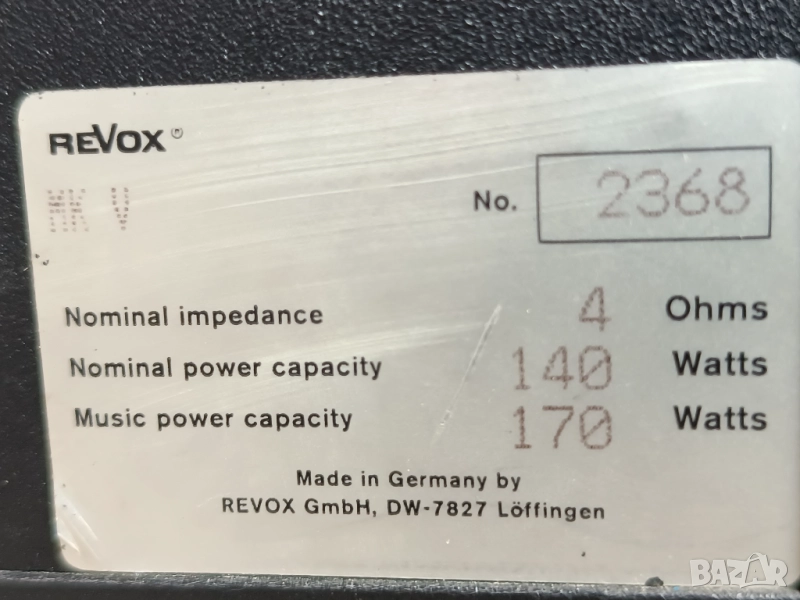 REVOX®
MK V
No. 2368
Nominal impedance 4 Ohms
Nominal power capacity 140 Watts
Music power capacity 170 Watts
Made in Germany by
REVOX GmbH, DW-7827 Löffingen
BAZAR